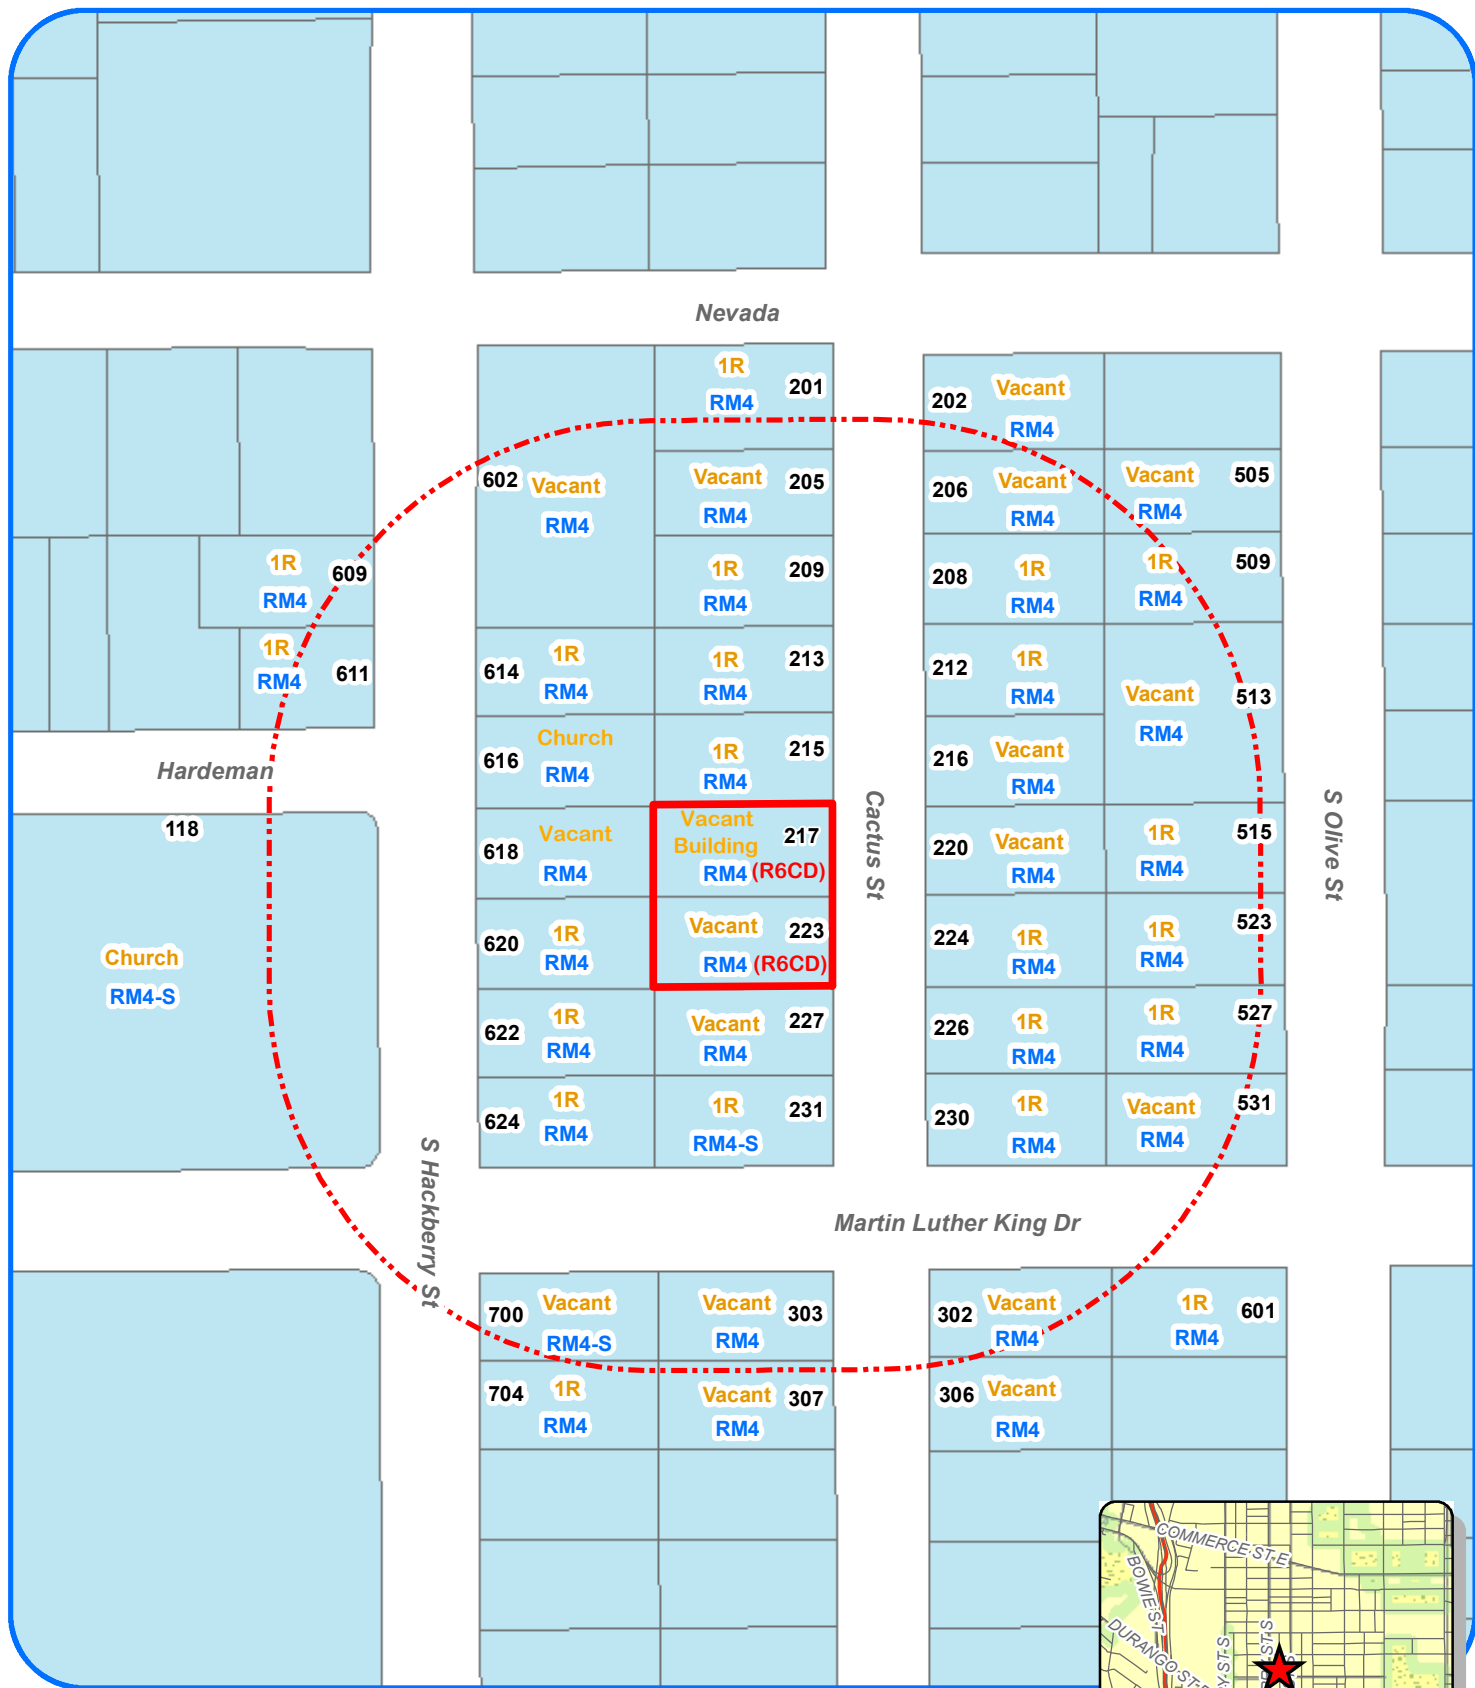 Nevada
1R
201
RM4
202
Vacant
RM4
602
Vacant
RM4
Vacant
205
RM4
206
Vacant
RM4
Vacant
505
RM4
1R
609
RM4
1R
209
RM4
208
1R
RM4
1R
509
RM4
1R
RM4
611
614
1R
RM4
1R
213
RM4
212
1R
RM4
Vacant
513
RM4
616
Church
RM4
1R
215
RM4
216
Vacant
RM4
Hardeman
118
Church
RM4-S
618
Vacant
RM4
Vacant
Building
217
RM4 (R6CD)
Cactus St
220
Vacant
RM4
1R
515
RM4
S Olive St
620
1R
RM4
Vacant
223
RM4 (R6CD)
224
1R
RM4
1R
523
RM4
622
1R
RM4
Vacant
227
RM4
226
1R
RM4
1R
527
RM4
624
1R
RM4
1R
231
RM4-S
230
1R
RM4
Vacant
531
RM4
S Hackberry St
Martin Luther King Dr
700
Vacant
RM4-S
Vacant
303
RM4
302
Vacant
RM4
1R
601
RM4
704
1R
RM4
Vacant
307
RM4
306
Vacant
RM4
COMMERCE ST E
BOWIE ST
DURANGO ST